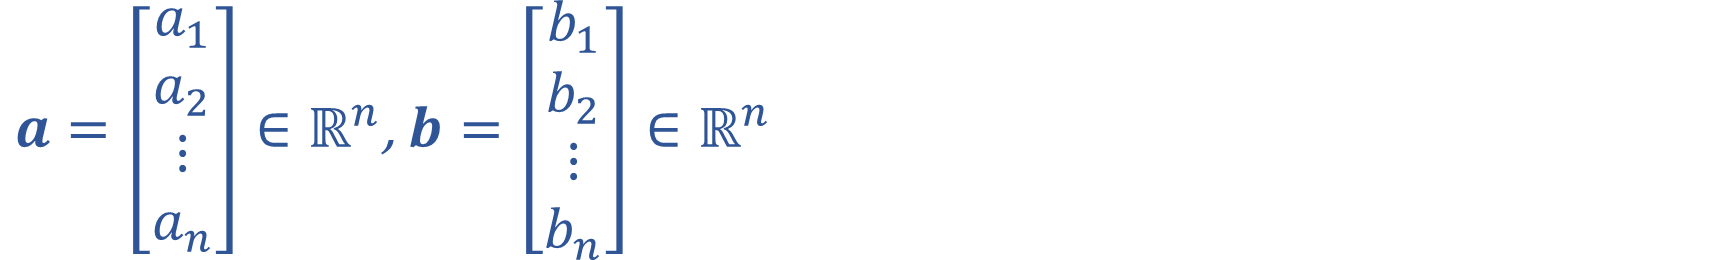 𝒂 = [a₁ a₂ ⋮ aₙ] ∈ ℝⁿ, 𝒃 = [b₁ b₂ ⋮ bₙ] ∈ ℝⁿ